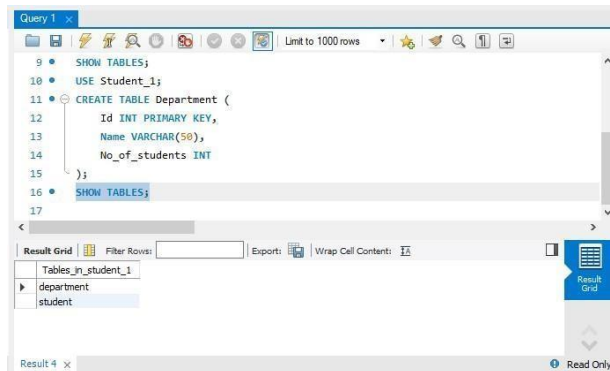 Query 1
Limit to 1000 rows
9 SHOW TABLES;
10 USE Student_1;
11 CREATE TABLE Department (
12 Id INT PRIMARY KEY,
13 Name VARCHAR(50),
14 No_of_students INT
15 );
16 SHOW TABLES;
17
Result Grid Filter Rows: Export: Wrap Cell Content:
Tables_in_student_1
department
student
Result
Grid
Result 4 Read Only